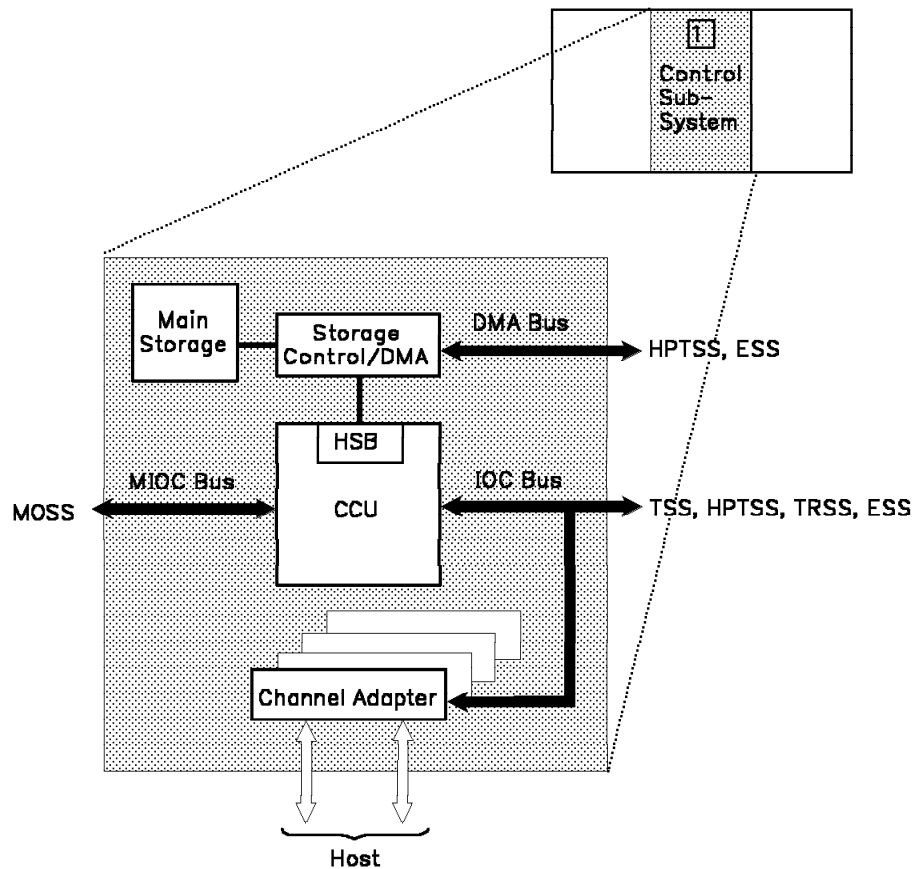 1
Control
Sub-
System
Main
Storage
Storage
Control/DMA
DMA Bus
HPTSS, ESS
HSB
MIOC Bus
IOC Bus
MOSS
CCU
TSS, HPTSS, TRSS, ESS
Channel Adapter
Host